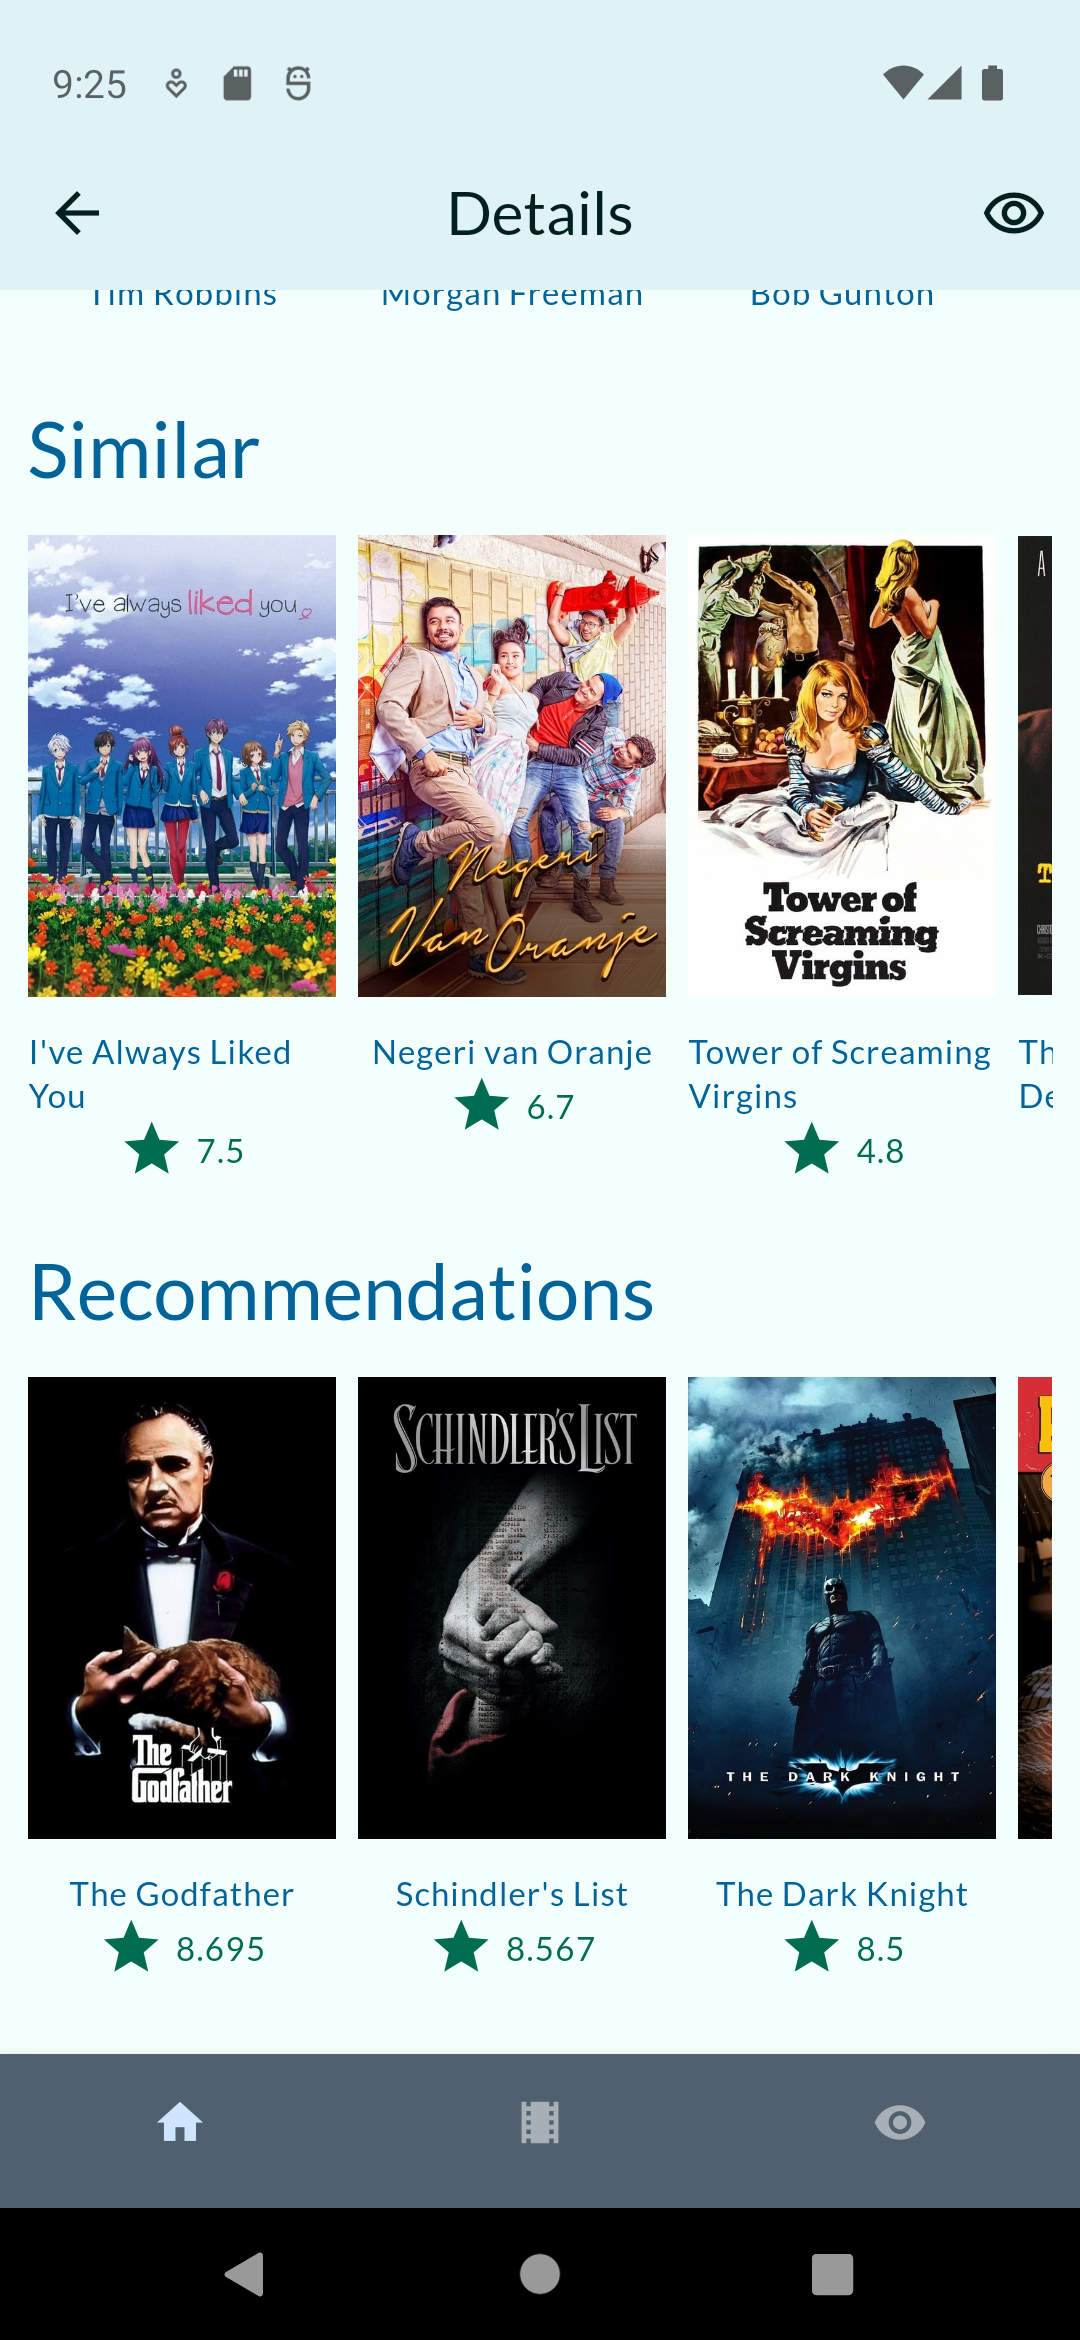 9:25
Details
Tim Robbins Morgan Freeman Bob Gunton
Similar
I've always liked you
Negeri
Van Oranje
Tower of
Screaming
Virgins
A
T
I've Always Liked
You
7.5
Negeri van Oranje
6.7
Tower of Screaming
Virgins
4.8
Th
De
Recommendations
The
Godfather
SCHINDLER'S LIST
THE DARK KNIGHT
The Godfather
8.695
Schindler's List
8.567
The Dark Knight
8.5